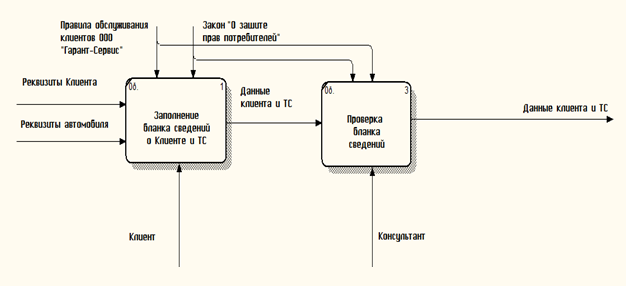 Правила обслуживания
клиентов ООО
"Гарант-Сервис"
Закон "О защите
прав потребителей"
Реквизиты Клиента
Реквизиты автомобиля
0б.
1
Заполнение
бланка сведений
о Клиенте и ТС
Данные
клиента и ТС
0б.
3
Проверка
бланка
сведений
Данные клиента и ТС
Клиент
Консультант